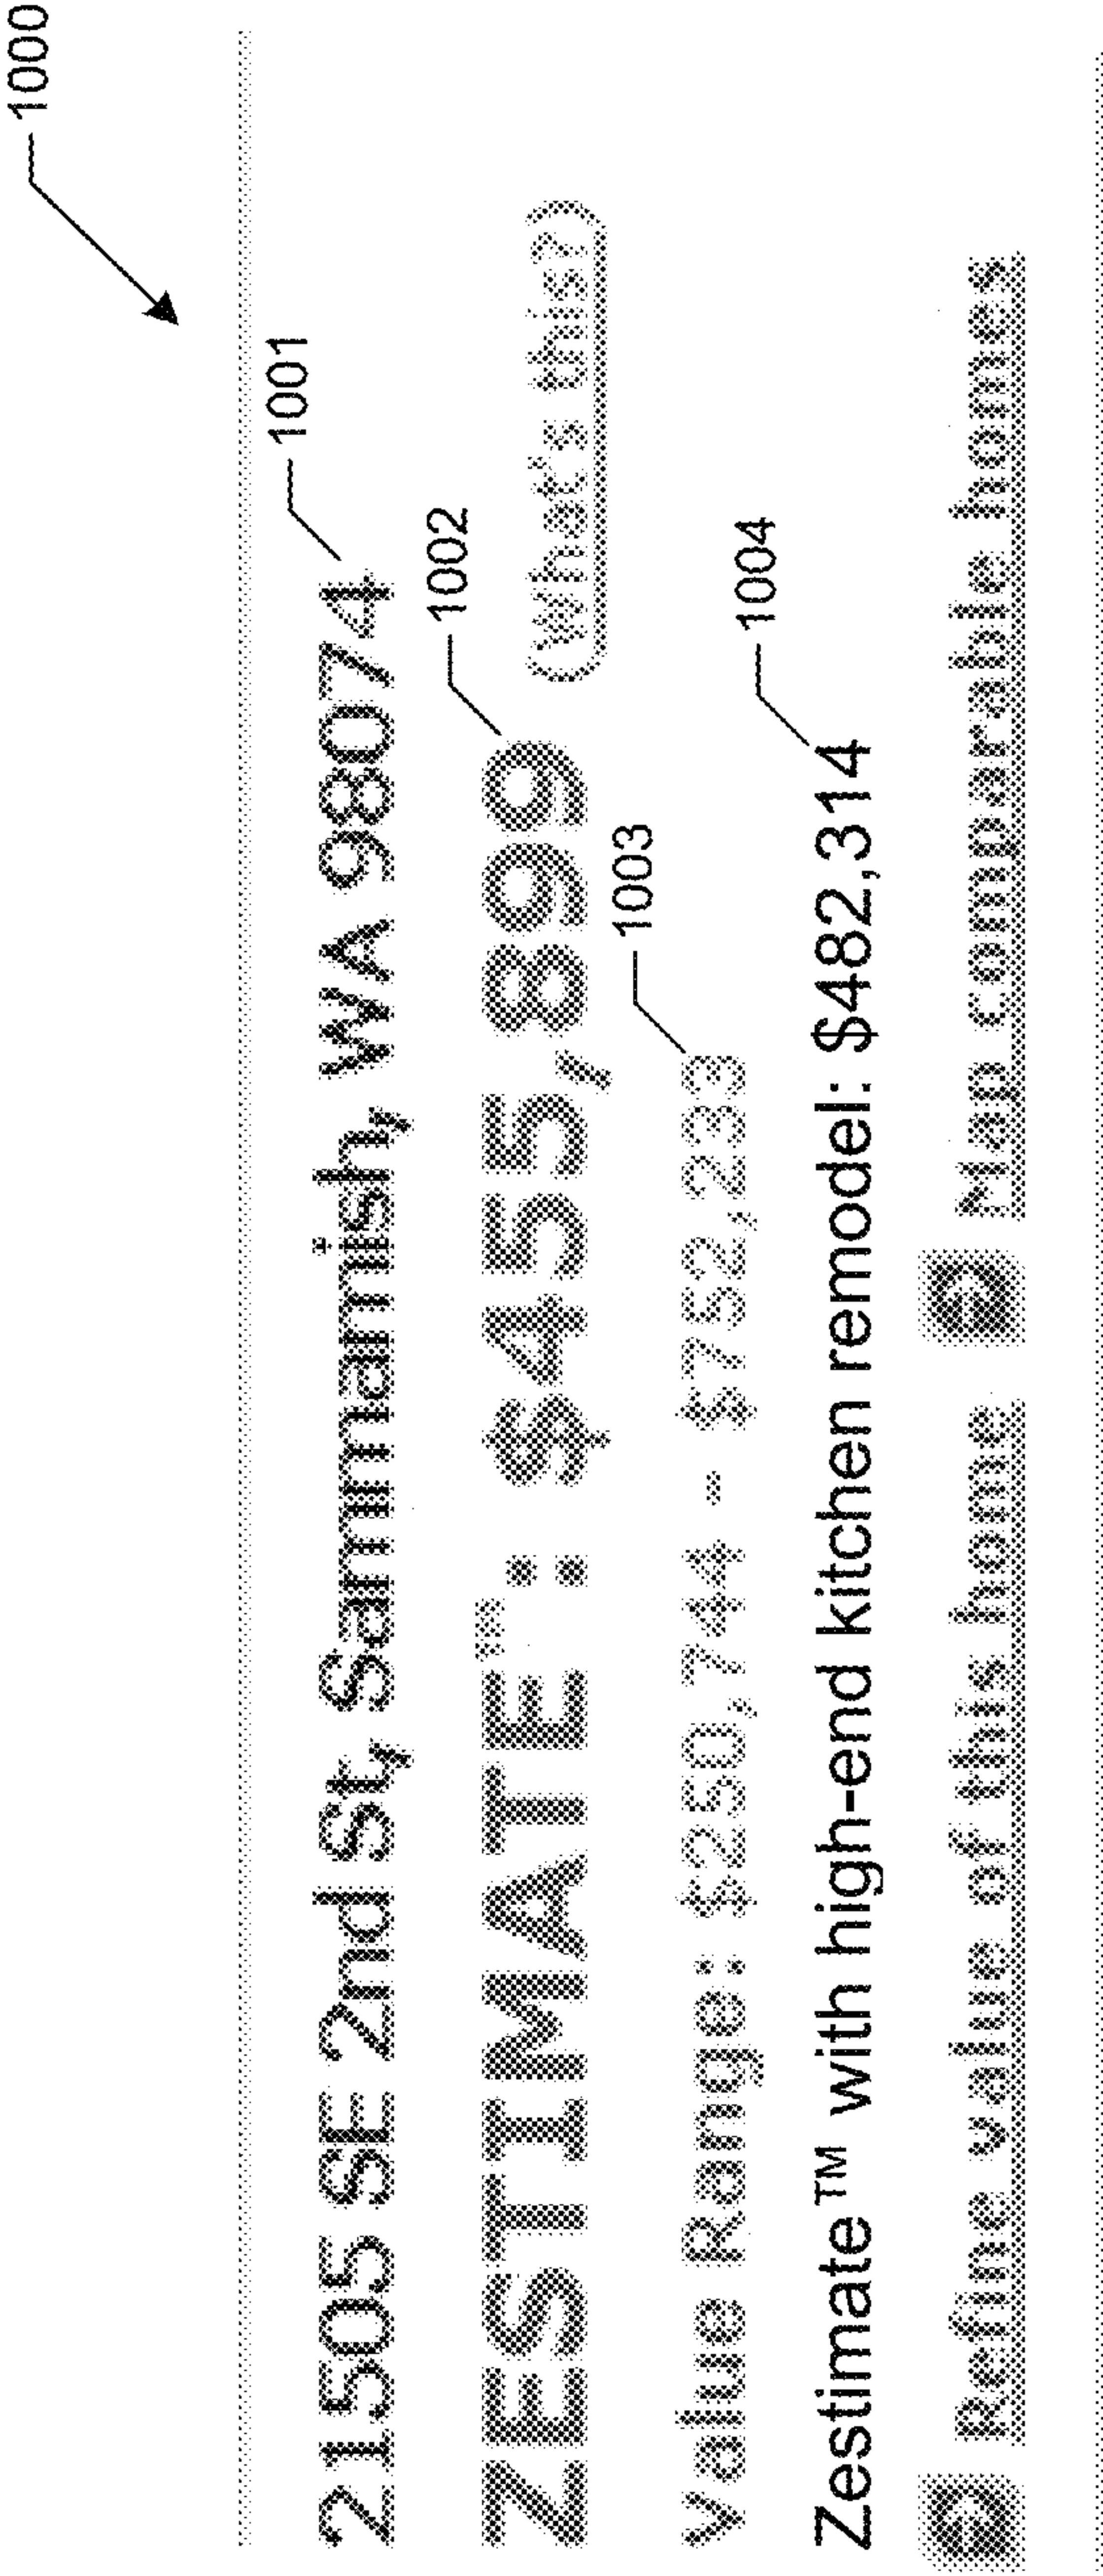 1000
21505 SE 2nd St, Sammamish, WA 98074 1001
ZESTIMATE™: $455,899 1002
(What's this?)
Value Range: $250,744 - $752,233 1003
Zestimate™ with high-end kitchen remodel: $482,314 1004
Refine value of this home Map comparable homes